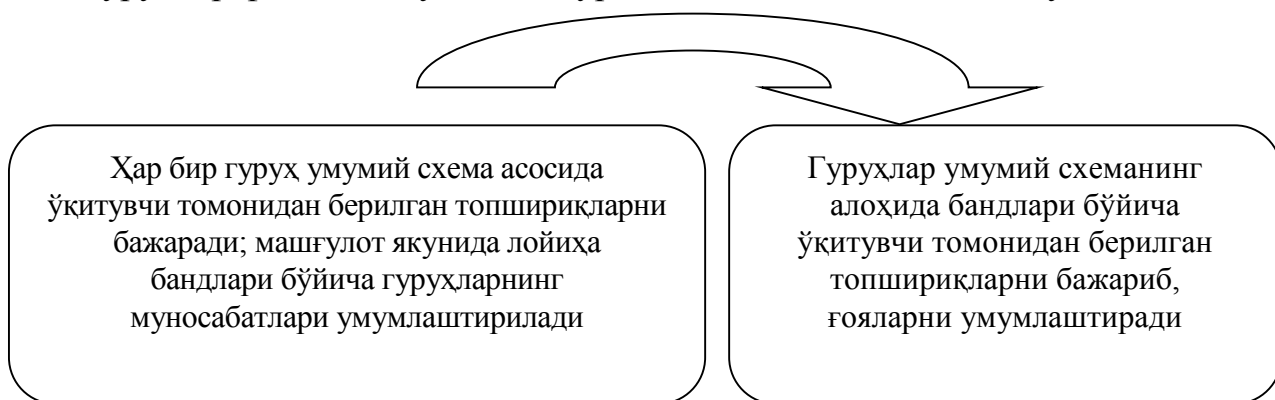 Ҳар бир гуруҳ умумий схема асосида
ўқитувчи томонидан берилган топшириқларни
бажаради; машғулот якунида лойиҳа
бандлари бўйича гуруҳларнинг
муносабатлари умумлаштирилади
Гуруҳлар умумий схеманинг
алоҳида бандлари бўйича
ўқитувчи томонидан берилган
топшириқларни бажариб,
ғояларни умумлаштиради